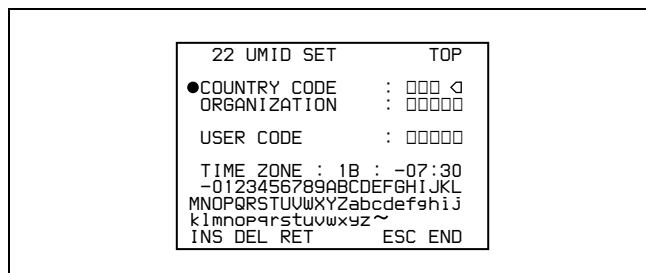 22 UMID SET TOP
●COUNTRY CODE : □□□ ◁
ORGANIZATION : □□□□□
USER CODE : □□□□□
TIME ZONE : 1B : -07:30
-0123456789ABCDEFGHIJKL
MNOPQRSTUVWXYZabcdefghij
klmnopqrstuvwxyz~
INS DEL RET ESC END